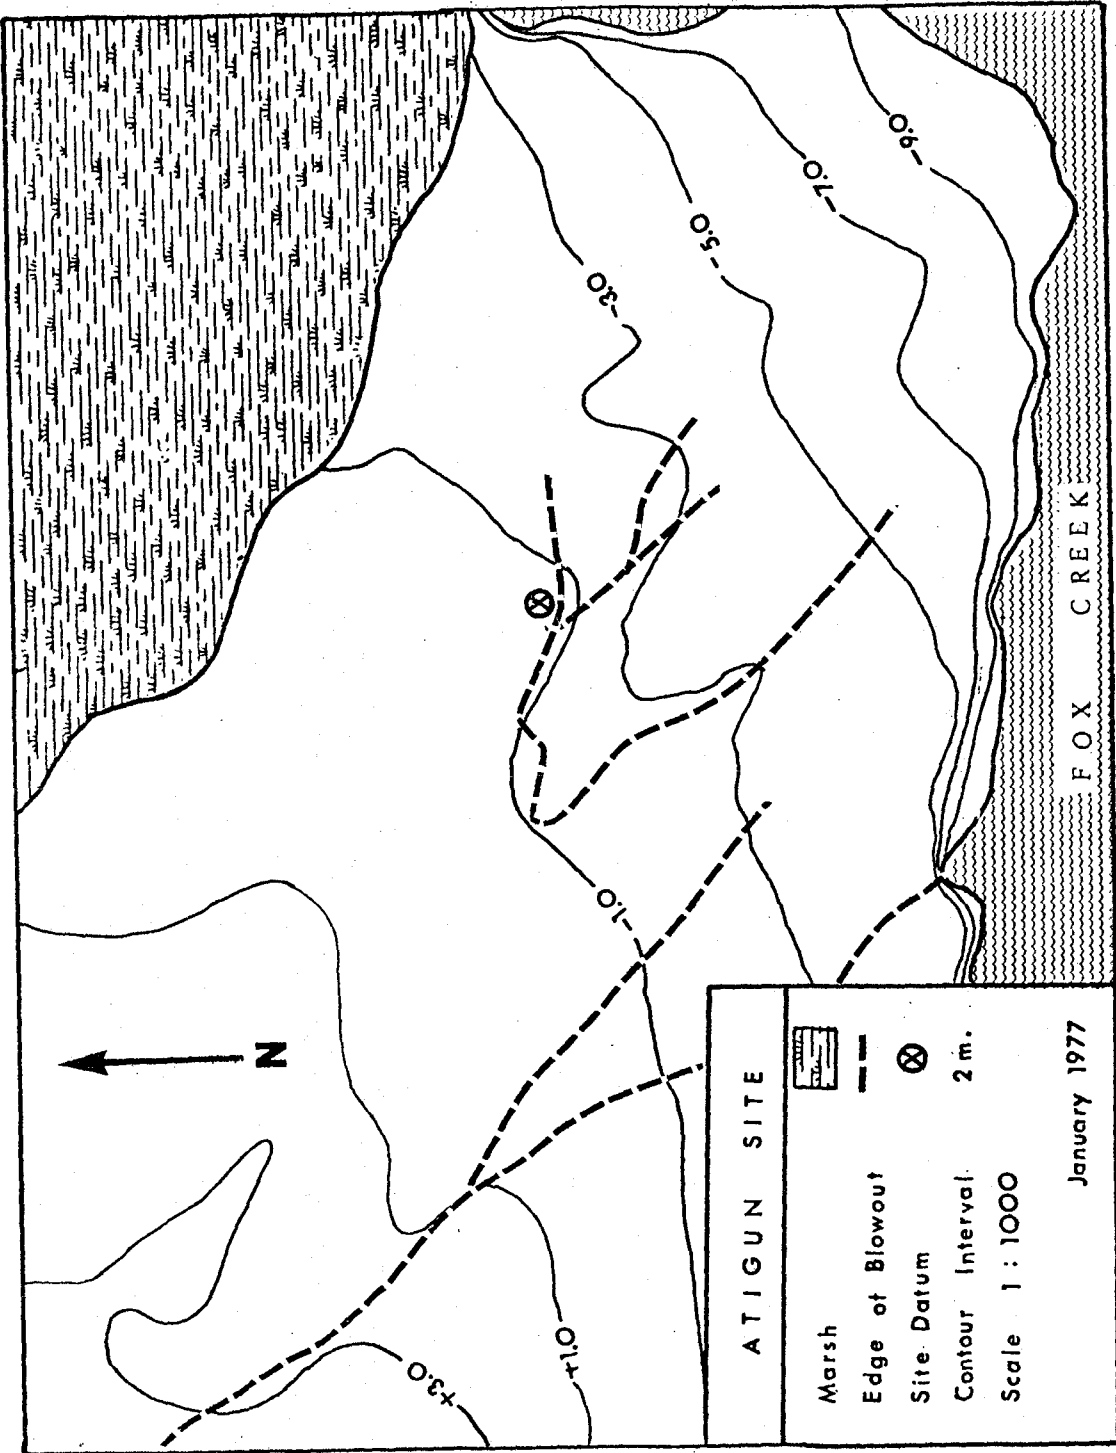 N
+3.0
+1.0
-1.0
-3.0
-5.0
-7.0
-9.0
FOX CREEK
ATIGUN SITE
Marsh
Edge of Blowout
Site Datum
Contour Interval 2 m.
Scale 1 : 1000
January 1977